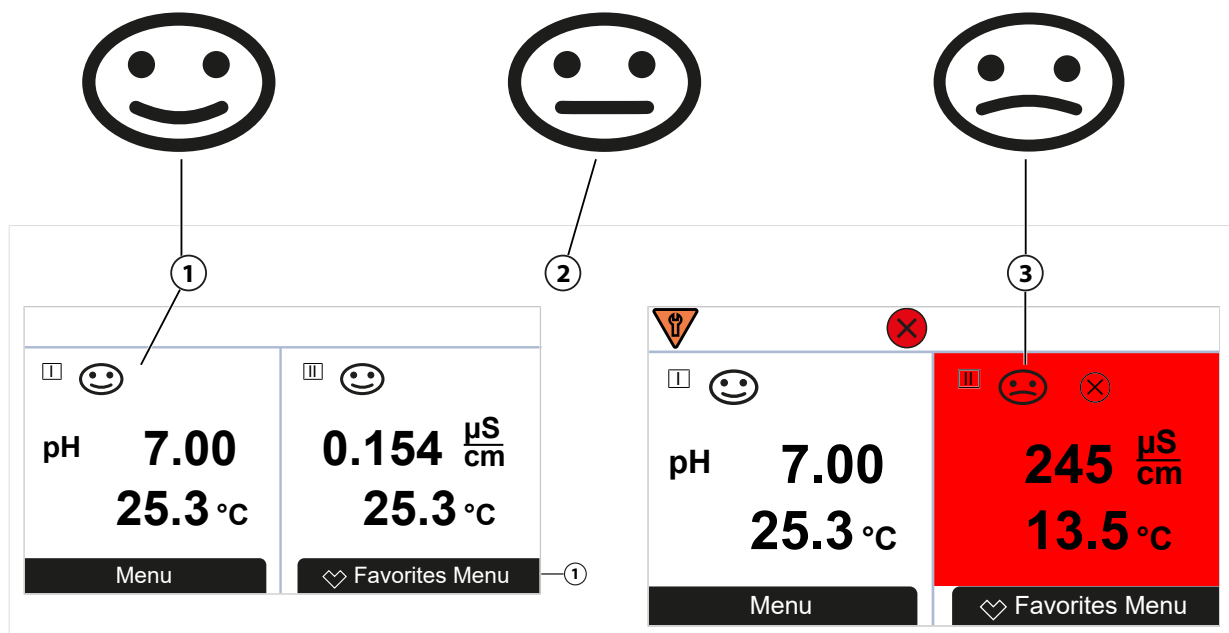 1
2
3
I
II
pH 7.00
0.154 µS/cm
25.3 °C
25.3 °C
Menu
Favorites Menu
1
I
II
pH 7.00
245 µS/cm
25.3 °C
13.5 °C
Menu
Favorites Menu